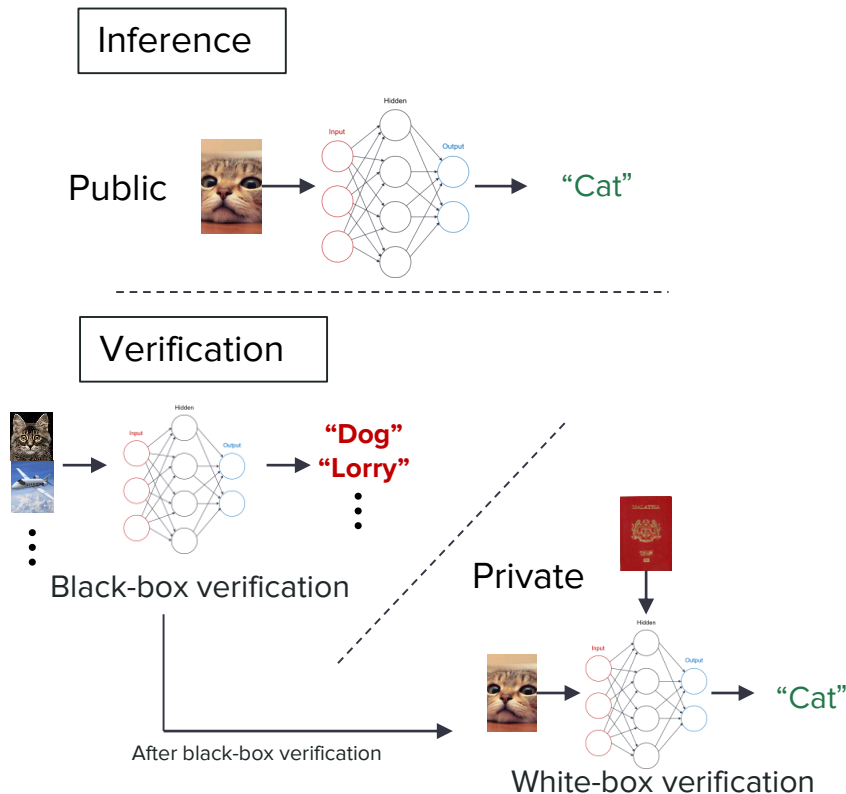 Inference
Hidden
Input
Output
Public
“Cat”
Verification
Hidden
Input
Output
“Dog”
“Lorry”
Black-box verification
MALAYSIA
Private
Hidden
Input
Output
“Cat”
After black-box verification
White-box verification